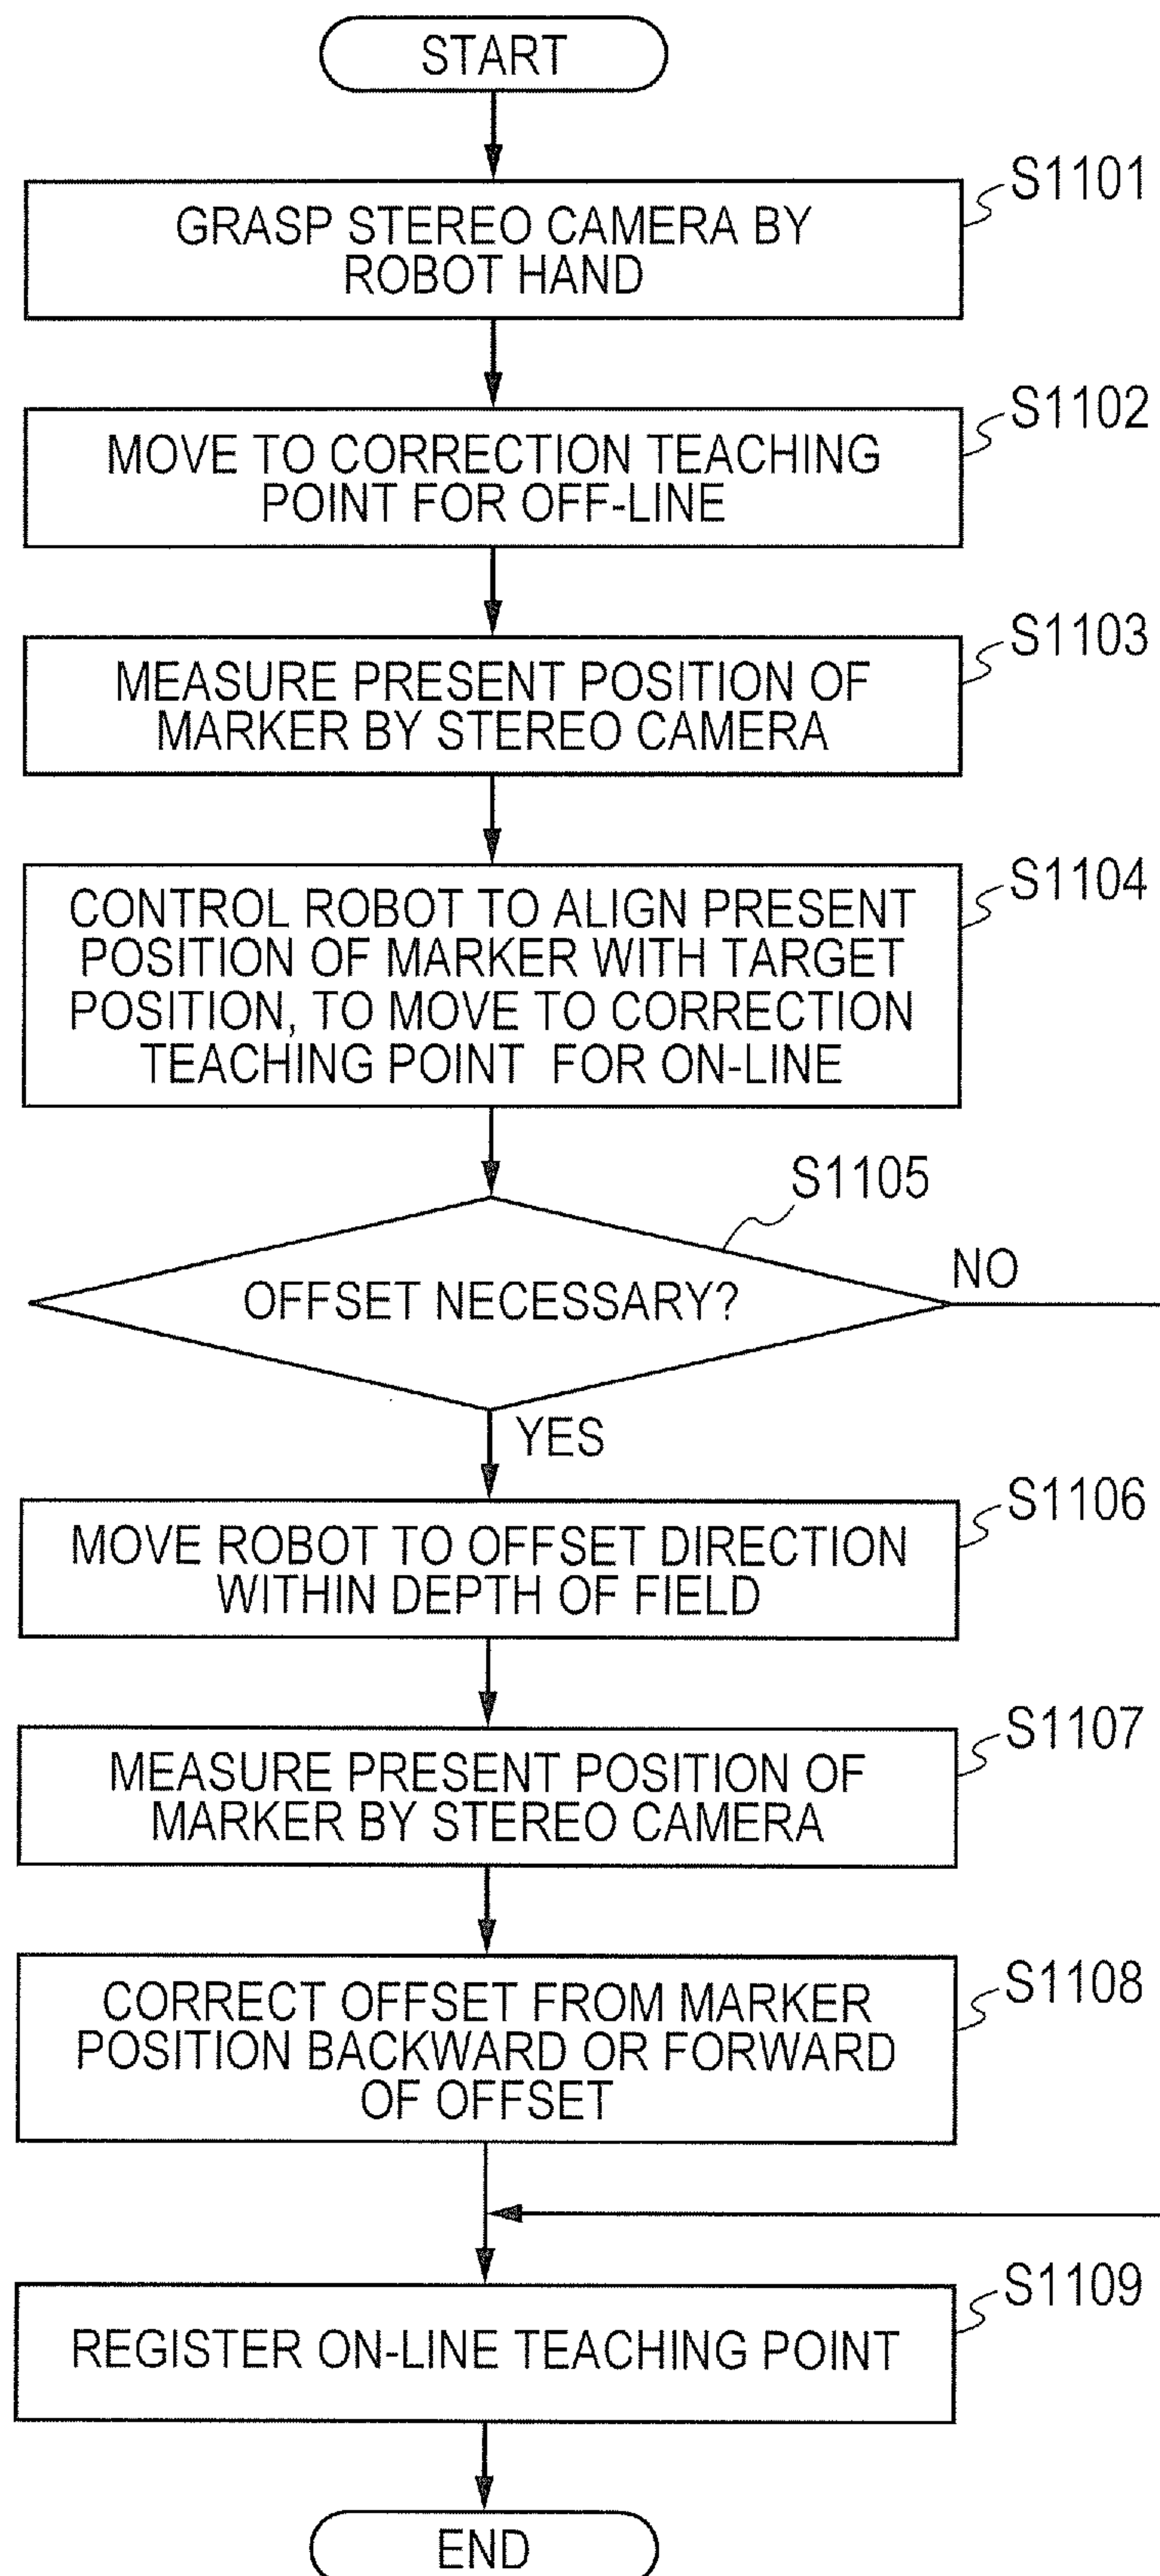 START
S1101
GRASP STEREO CAMERA BY
ROBOT HAND
S1102
MOVE TO CORRECTION TEACHING
POINT FOR OFF-LINE
S1103
MEASURE PRESENT POSITION OF
MARKER BY STEREO CAMERA
S1104
CONTROL ROBOT TO ALIGN PRESENT
POSITION OF MARKER WITH TARGET
POSITION, TO MOVE TO CORRECTION
TEACHING POINT FOR ON-LINE
S1105
OFFSET NECESSARY?
NO
YES
S1106
MOVE ROBOT TO OFFSET DIRECTION
WITHIN DEPTH OF FIELD
S1107
MEASURE PRESENT POSITION OF
MARKER BY STEREO CAMERA
S1108
CORRECT OFFSET FROM MARKER
POSITION BACKWARD OR FORWARD
OF OFFSET
S1109
REGISTER ON-LINE TEACHING POINT
END